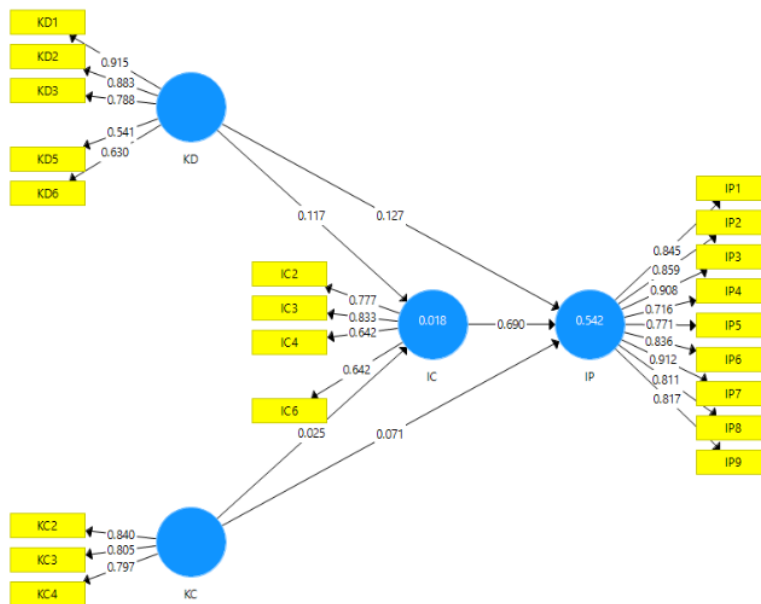 KD1
KD2
KD3
KD5
KD6
0.915
0.883
0.788
0.541
0.630
KD
0.117
0.127
IC2
IC3
IC4
IC6
0.777
0.833
0.642
0.642
0.018
IC
0.690
0.542
IP
0.025
0.071
IP1
IP2
IP3
IP4
IP5
IP6
IP7
IP8
IP9
0.845
0.859
0.908
0.716
0.771
0.836
0.912
0.811
0.817
KC2
KC3
KC4
0.840
0.805
0.797
KC